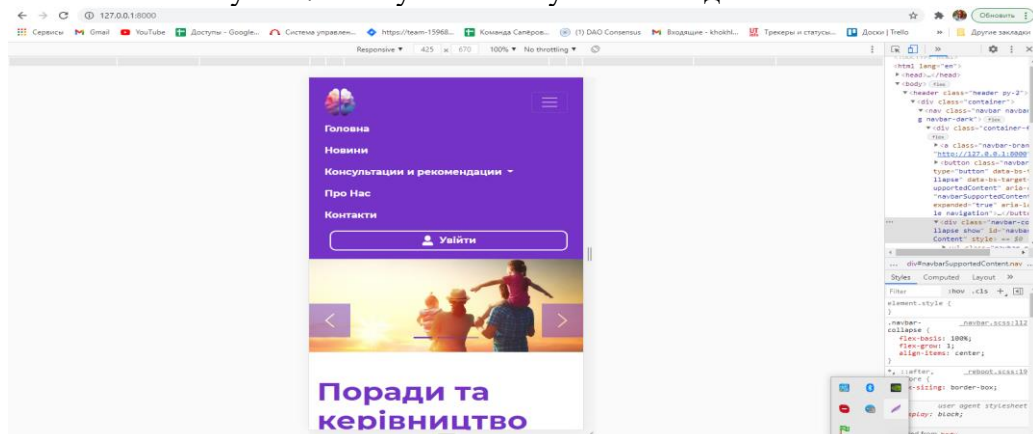 127.0.0.1:8000
Обновить
Сервисы Gmail YouTube Доступы - Google... Система управлен... https://team-15968... Команда Сапёров... (1) DAO Consensus Входящие - khokhl... Трекеры и статусы... Доски | Trello » Другие закладки
Responsive ▼ 425 x 670 100% ▼ No throttling ▼
Головна
Новини
Консультации и рекомендации
Про Нас
Контакти
Увійти
Поради та
керівництво
<html lang="en">
<head>…</head>
<body> flex
<header class="header py-2">
<div class="container">
<nav class="navbar navbar
g navbar-dark"> flex
<div class="container-
flex
<a class="navbar-bran
"http://127.0.0.1:8000"
<button class="navbar
type="button" data-bs-t
llapse" data-bs-target=
upportedContent" aria-c
"navbarSupportedContent
expanded="true" aria-la
le navigation">…</butto
<div class="navbar-co
llapse show" id="navbar
Content" style> == $0
... div#navbarSupportedContent.nav ...
Styles Computed Layout »
Filter :hov .cls +
element.style {
}
.navbar- _navbar.scss:112
collapse {
flex-basis: 100%;
flex-grow: 1;
align-items: center;
}
*, ::after, _reboot.scss:19
-sizing: border-box;
user agent stylesheet
block;